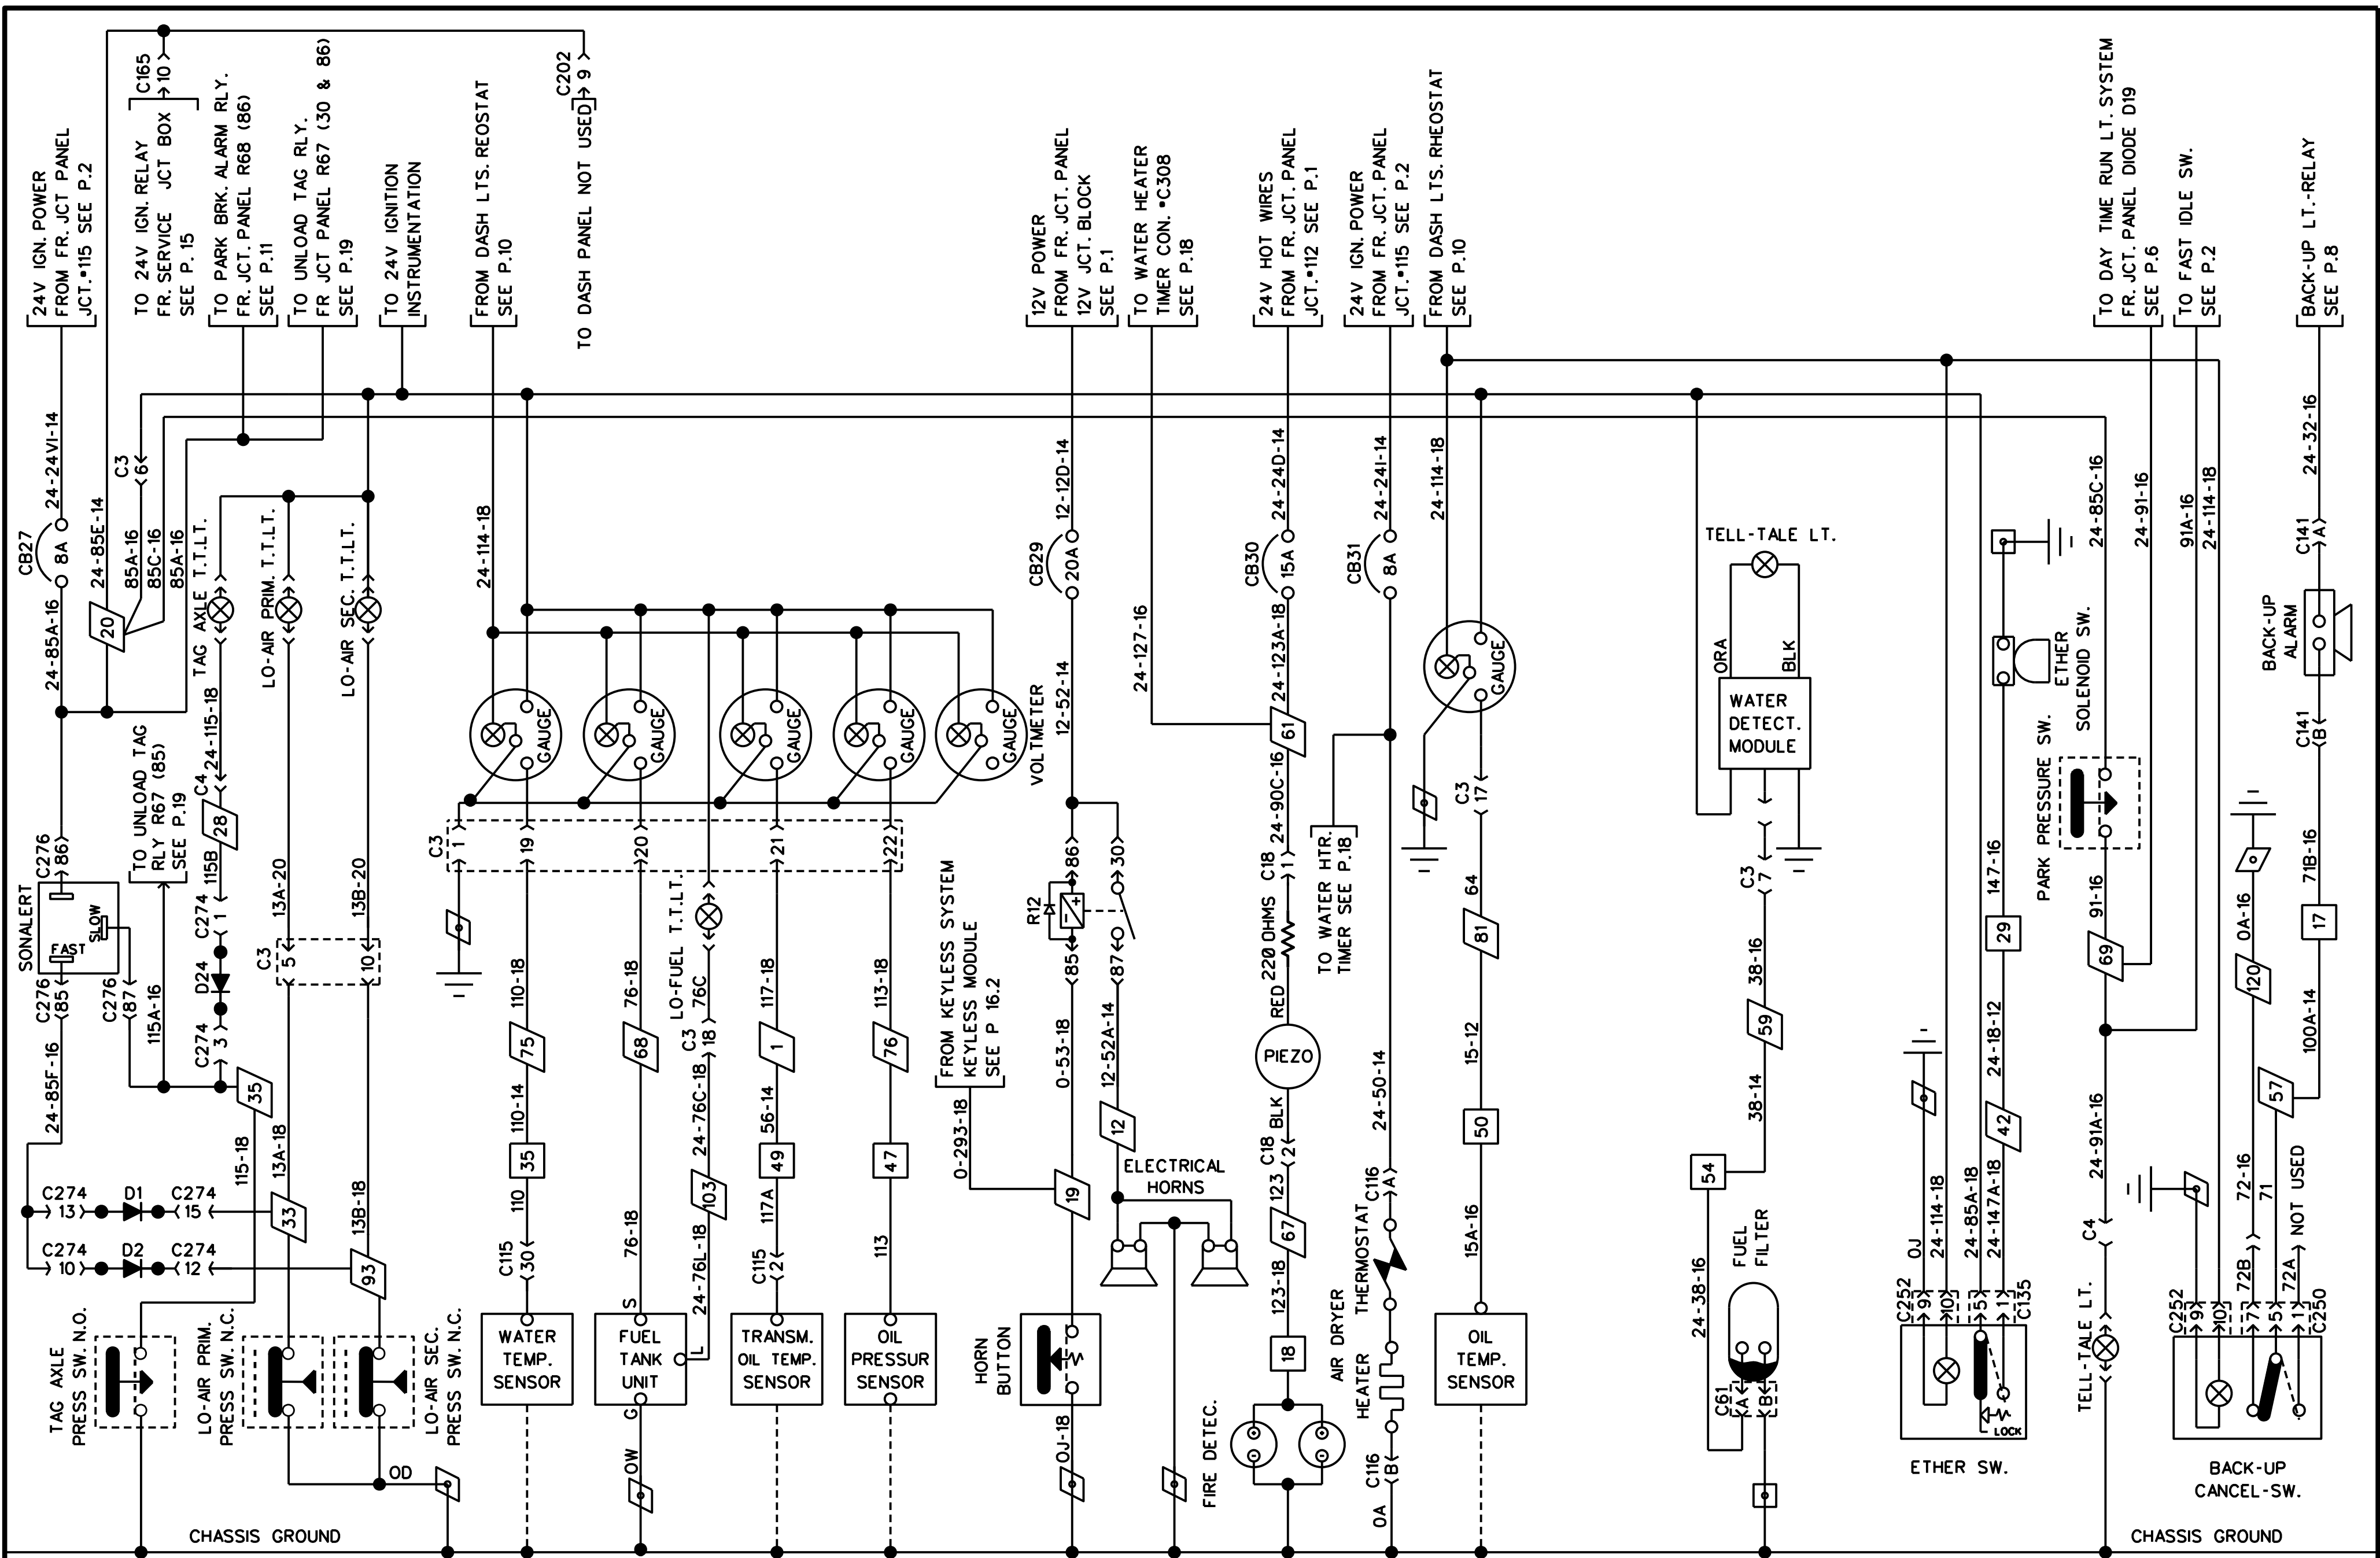 24V IGN. POWER
FROM FR. JCT PANEL
JCT.•115 SEE P.2
C165
10
TO 24V IGN. RELAY
FR. SERVICE JCT BOX
SEE P. 15
TO PARK BRK. ALARM RLY.
FR. JCT. PANEL R68 (86)
SEE P.11
TO UNLOAD TAG RLY.
FR JCT PANEL R67 (30 & 86)
SEE P.19
TO 24V IGNITION
INSTRUMENTATION
FROM DASH LTS. REOSTAT
SEE P.10
C202
9
TO DASH PANEL NOT USED
12V POWER
FROM FR. JCT. PANEL
12V JCT. BLOCK
SEE P.1
TO WATER HEATER
TIMER CON. •C308
SEE P.18
24V HOT WIRES
FROM FR. JCT. PANEL
JCT.•112 SEE P.1
24V IGN. POWER
FROM FR. JCT. PANEL
JCT.•115 SEE P.2
FROM DASH LTS. RHEOSTAT
SEE P.10
TO DAY TIME RUN LT. SYSTEM
FR. JCT. PANEL DIODE D19
SEE P.6
TO FAST IDLE SW.
SEE P.2
BACK-UP LT.-RELAY
SEE P.8
24-24VI-14
CB27
8A
24-85A-16
24-85E-14
20
C3
6
85A-16
85C-16
85A-16
TAG AXLE T.T.LT.
LO-AIR PRIM. T.T.LT.
LO-AIR SEC. T.T.LT.
24-114-18
12-12D-14
CB29
20A
12-52-14
24-127-16
24-24D-14
CB30
15A
24-123A-18
61
24-90C-16
24-24I-14
CB31
8A
24-114-18
TELL-TALE LT.
ORA
BLK
WATER
DETECT.
MODULE
ETHER
SOLENOID SW.
24-85C-16
24-91-16
91A-16
24-114-18
24-32-16
C141
A
BACK-UP
ALARM
C141
B
GAUGE
GAUGE
GAUGE
GAUGE
GAUGE
VOLTMETER
GAUGE
24-115-18
C4
28
115B
C274
1
D24
C274
3
TO UNLOAD TAG
RLY R67 (85)
SEE P.19
SONALERT
FAST
SLOW
C276
86
C276
85
C276
87
115A-16
24-85F-16
35
115-18
13A-20
13B-20
C3
5
10
13A-18
13B-18
33
93
C274
13
D1
C274
15
C274
10
D2
C274
12
C3
1
19
20
21
22
110-18
75
110-14
35
110
C115
30
76-18
68
76-18
LO-FUEL T.T.LT.
76C
C3
18
24-76C-18
103
24-76L-18
117-18
1
56-14
49
117A
C115
2
113-18
76
47
113
FROM KEYLESS SYSTEM
KEYLESS MODULE
SEE P 16.2
0-293-18
R12
+
-
86
30
85
87
0-53-18
12-52A-14
12
19
ELECTRICAL
HORNS
C18
1
220 OHMS
RED
PIEZO
BLK
C18
2
123
67
123-18
18
TO WATER HTR.
TIMER SEE P.18
24-50-14
C116
A
THERMOSTAT
AIR DRYER
HEATER
C116
B
0A
C3
17
64
81
15-12
50
15A-16
C3
7
38-16
59
38-14
54
24-38-16
FUEL
FILTER
C61
A
B
147-16
29
24-18-12
42
PARK PRESSURE SW.
91-16
69
24-91A-16
C4
TELL-TALE LT.
0J
24-114-18
24-85A-18
24-147A-18
C252
9
10
5
1
C135
LOCK
ETHER SW.
0A-16
120
72-16
71
57
71B-16
17
100A-14
NOT USED
72B
72A
C252
9
10
7
5
1
C250
BACK-UP
CANCEL-SW.
TAG AXLE
PRESS SW. N.O.
LO-AIR PRIM.
PRESS SW. N.C.
LO-AIR SEC.
PRESS SW. N.C.
OD
WATER
TEMP.
SENSOR
S
FUEL
TANK
UNIT
L
G
OW
TRANSM.
OIL TEMP.
SENSOR
OIL
PRESSUR
SENSOR
HORN
BUTTON
OJ-18
FIRE DETEC.
OIL
TEMP.
SENSOR
CHASSIS GROUND
CHASSIS GROUND